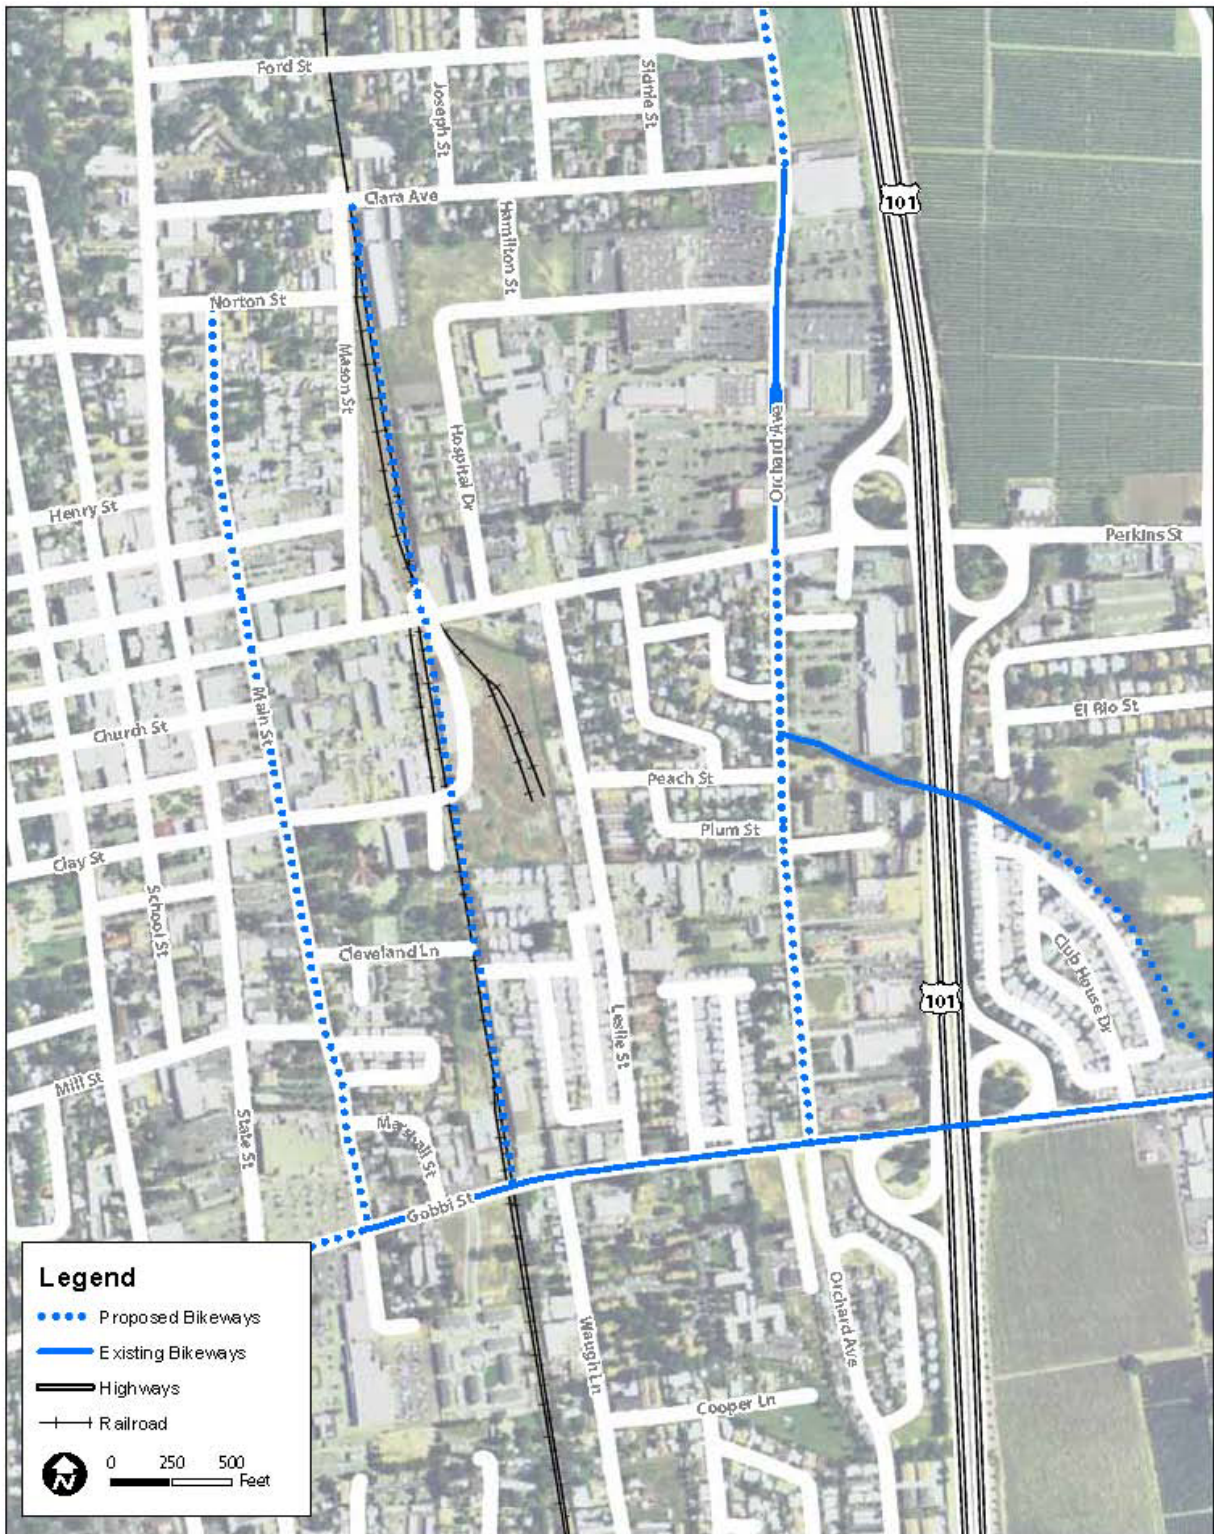 Ford St
Sidnie St
Joseph St
Clara Ave
101
Hamilton St
Norton St
Mason St
Orchard Ave
Hospital Dr
Henry St
Perkins St
Main St
El Rio St
Church St
Peach St
Plum St
Clay St
School St
Cleveland Ln
Club House Dr
101
Leslie St
Mill St
State St
Marshall St
Gobbi St
Orchard Ave
Waugh Ln
Cooper Ln
Legend
Proposed Bikeways
Existing Bikeways
Highways
Railroad
N
0 250 500
Feet